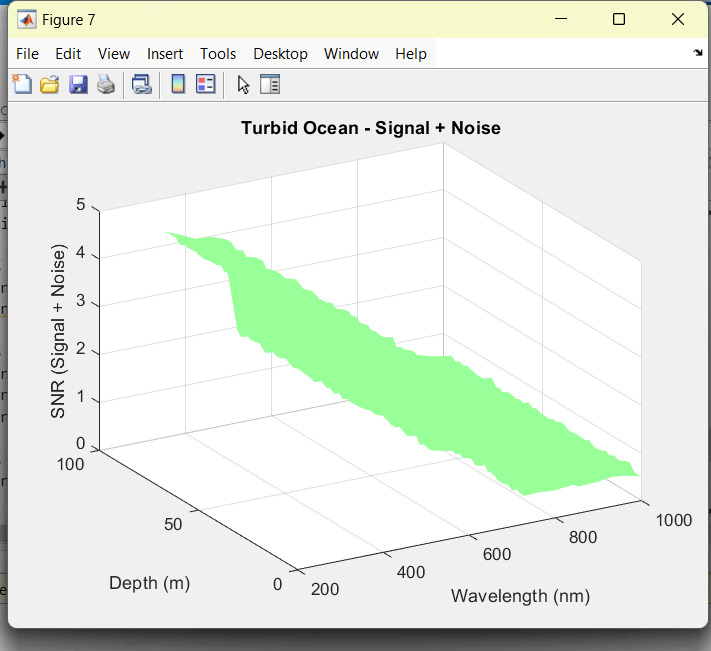 Figure 7
File Edit View Insert Tools Desktop Window Help
Turbid Ocean - Signal + Noise
SNR (Signal + Noise)
5
4
3
2
1
0
100
50
0
Depth (m)
200
400
600
800
1000
Wavelength (nm)